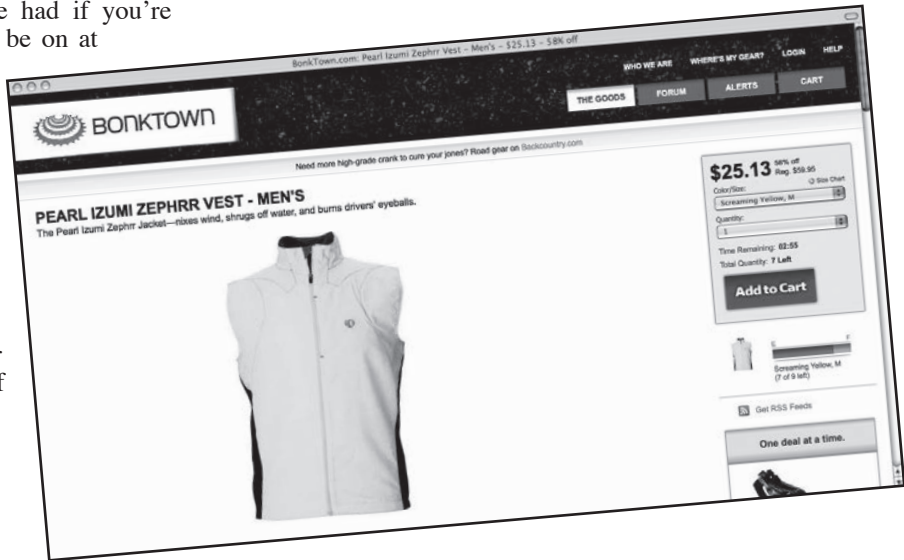 e had if you're
be on at
f
BonkTown.com: Pearl Izumi Zephrr Vest - Men's - $25.13 - 58% off
WHO WE ARE WHERE'S MY GEAR? LOGIN HELP
BONKTOWN
THE GOODS FORUM ALERTS CART
Need more high-grade crank to cure your jones? Road gear on Backcountry.com
PEARL IZUMI ZEPHRR VEST - MEN'S
The Pearl Izumi Zephrr Jacket—nixes wind, shrugs off water, and burns drivers' eyeballs.
$25.13 58% off
Reg. $59.95
Color/Size: Size Chart
Screaming Yellow, M
Quantity:
1
Time Remaining: 02:55
Total Quantity: 7 Left
Add to Cart
E F
Screaming Yellow, M
(7 of 9 left)
Get RSS Feeds
One deal at a time.